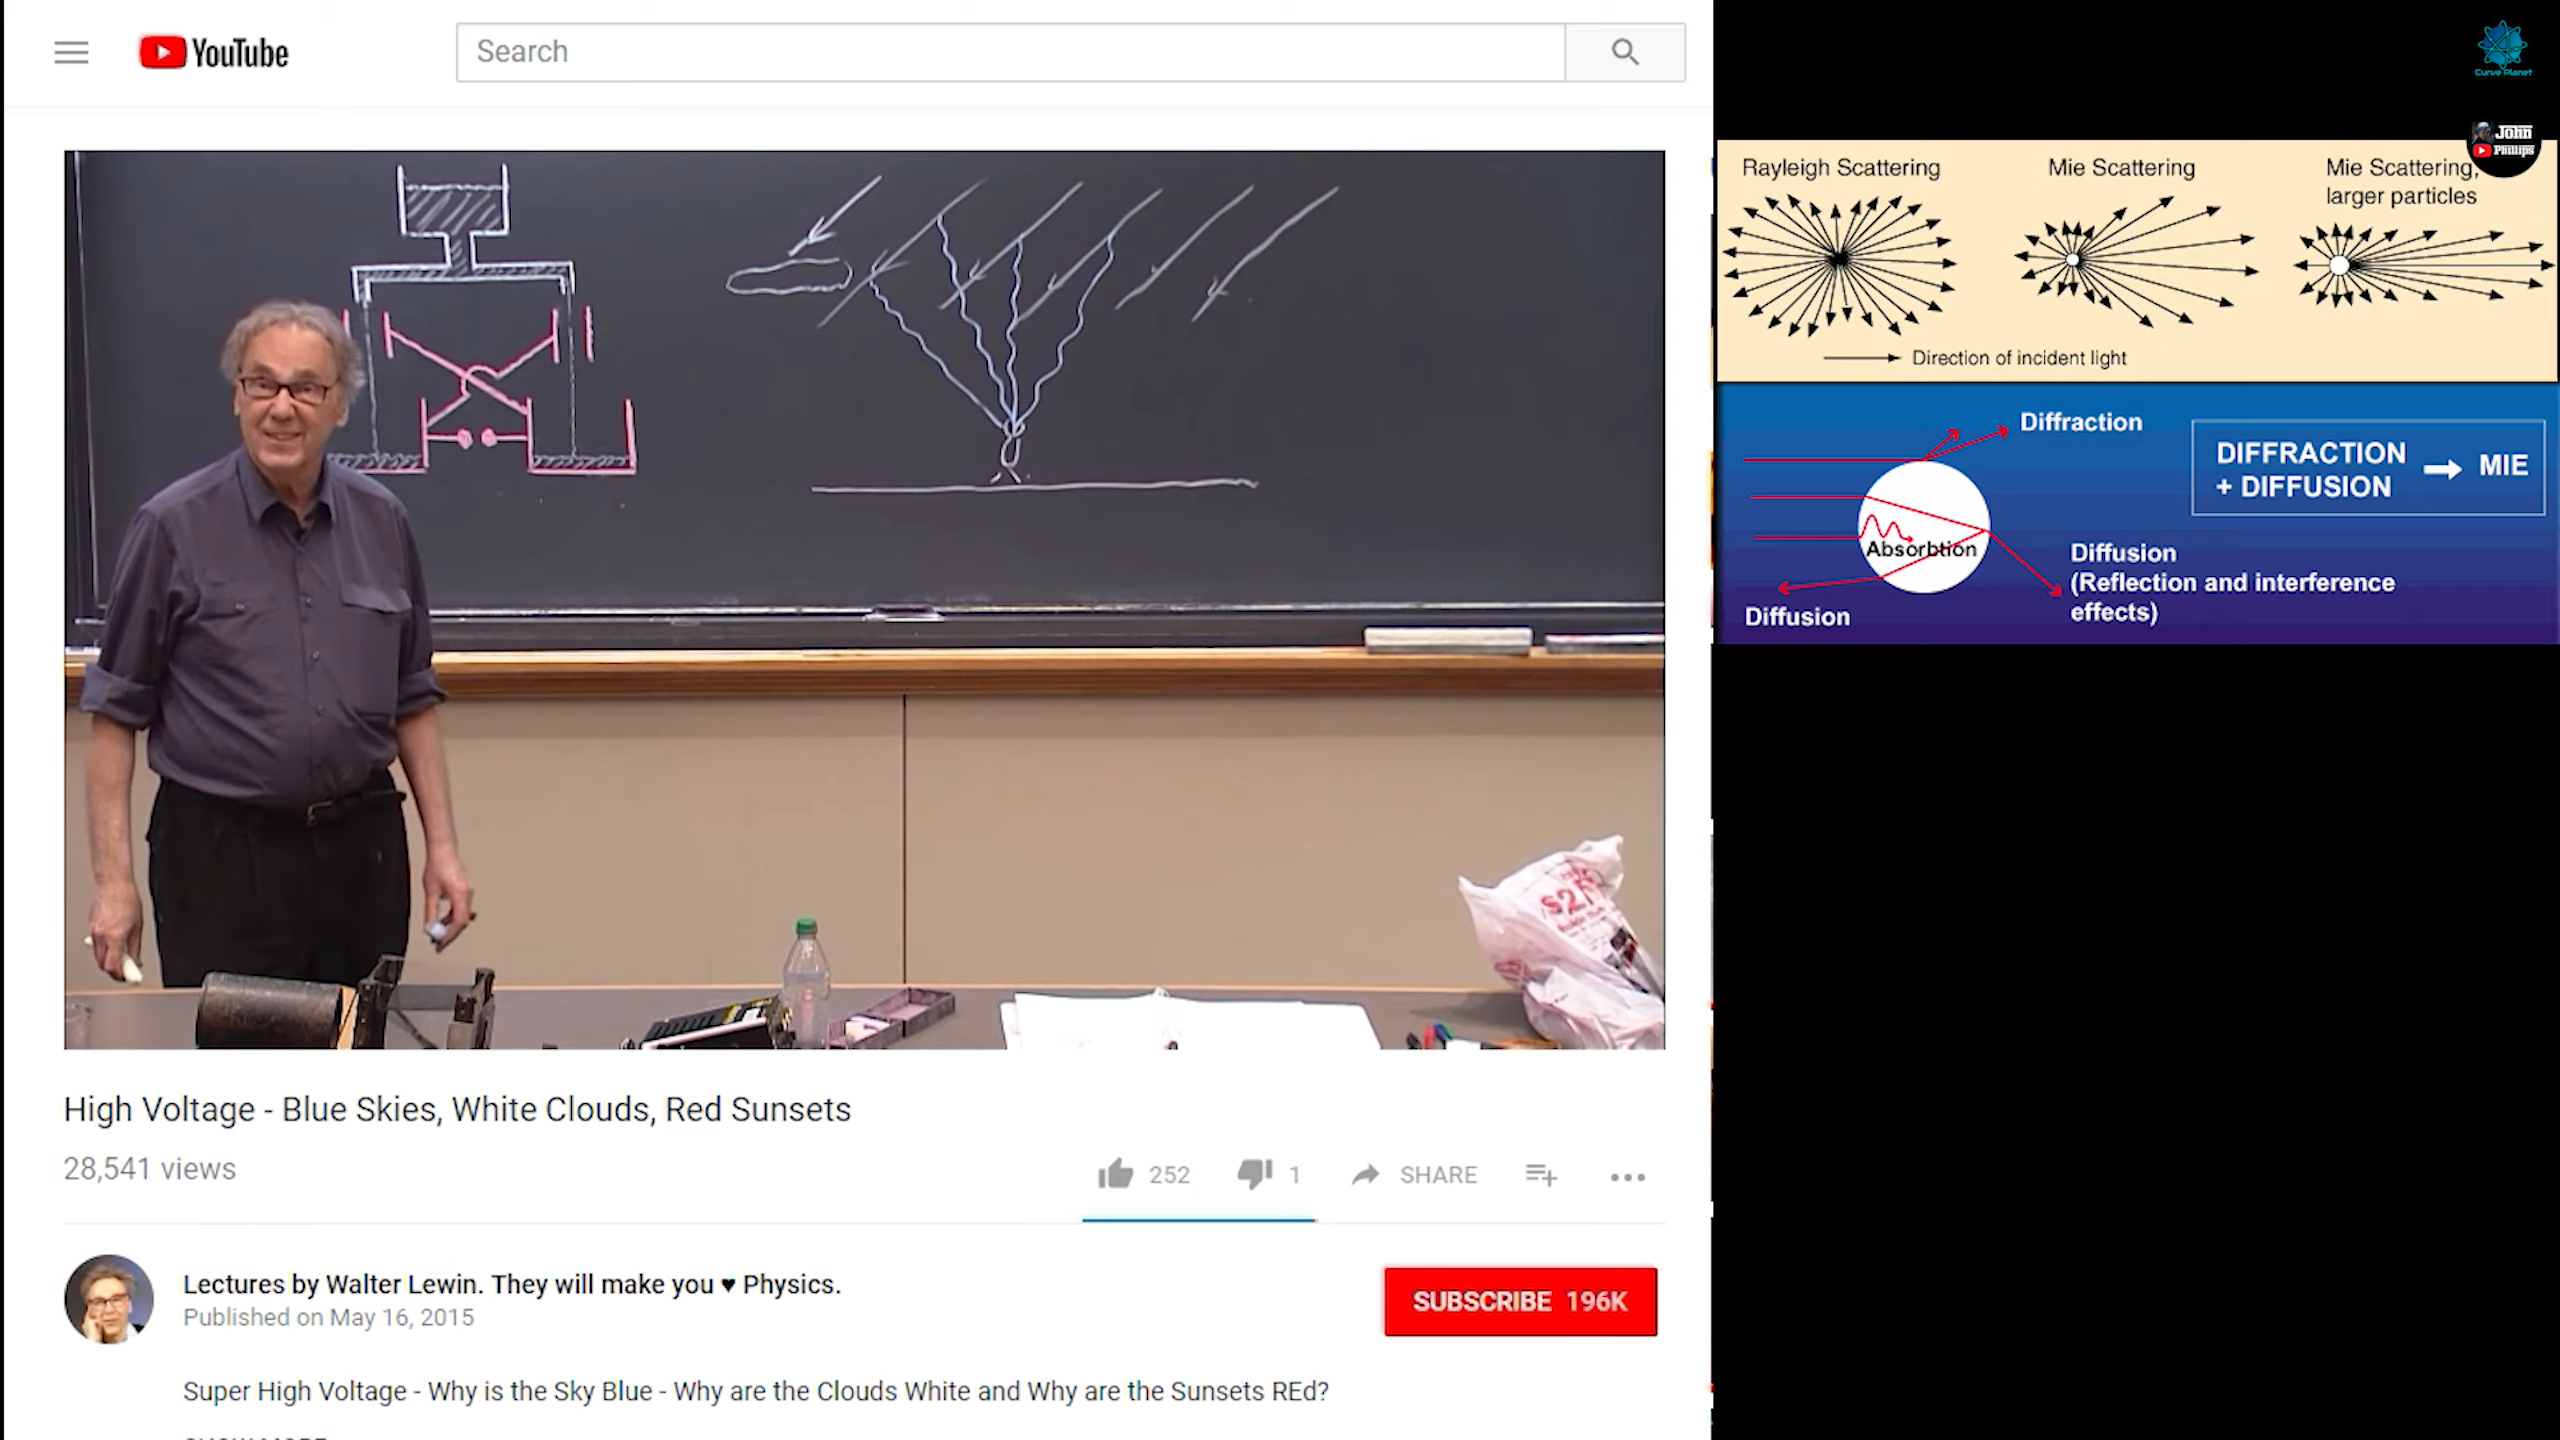 YouTube
Search
High Voltage - Blue Skies, White Clouds, Red Sunsets
28,541 views
252
1
SHARE
Lectures by Walter Lewin. They will make you ♥ Physics.
Published on May 16, 2015
SUBSCRIBE 196K
Super High Voltage - Why is the Sky Blue - Why are the Clouds White and Why are the Sunsets REd?
Curve Planet
John
Phillips
Rayleigh Scattering
Mie Scattering
Mie Scattering,
larger particles
Direction of incident light
Diffraction
DIFFRACTION
+ DIFFUSION
MIE
Absorbtion
Diffusion
(Reflection and interference
effects)
Diffusion